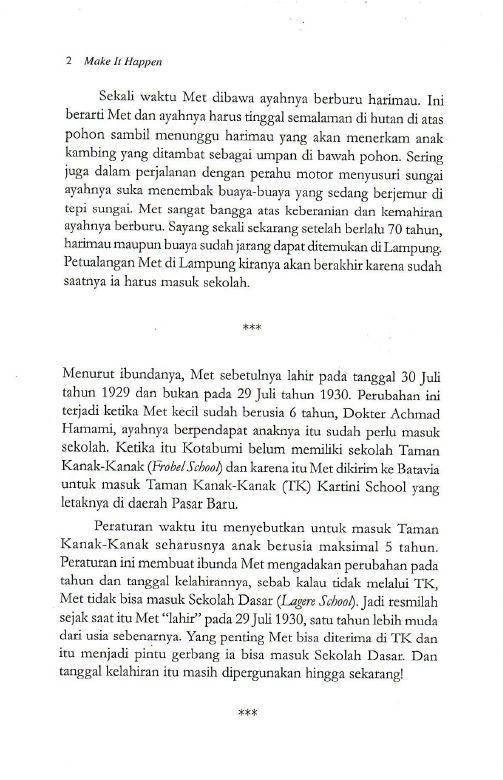 2 Make It Happen
Sekali waktu Met dibawa ayahnya berburu harimau. Ini
berarti Met dan ayahnya harus tinggal semalaman di hutan di atas
pohon sambil menunggu harimau yang akan menerkam anak
kambing yang ditambat sebagai umpan di bawah pohon. Sering
juga dalam perjalanan dengan perahu motor menyusuri sungai
ayahnya suka menembak buaya-buaya yang sedang berjemur di
tepi sungai. Met sangat bangga atas keberanian dan kemahiran
ayahnya berburu. Sayang sekali sekarang setelah berlalu 70 tahun,
harimau maupun buaya sudah jarang dapat ditemukan di Lampung.
Petualangan Met di Lampung kiranya akan berakhir karena sudah
saatnya ia harus masuk sekolah.
***
Menurut ibundanya, Met sebetulnya lahir pada tanggal 30 Juli
tahun 1929 dan bukan pada 29 Juli tahun 1930. Perubahan ini
terjadi ketika Met kecil sudah berusia 6 tahun, Dokter Achmad
Hamami, ayahnya berpendapat anaknya itu sudah perlu masuk
sekolah. Ketika itu Kotabumi belum memiliki sekolah Taman
Kanak-Kanak (Frobel School) dan karena itu Met dikirim ke Batavia
untuk masuk Taman Kanak-Kanak (TK) Kartini School yang
letaknya di daerah Pasar Baru.
Peraturan waktu itu menyebutkan untuk masuk Taman
Kanak-Kanak seharusnya anak berusia maksimal 5 tahun.
Peraturan ini membuat ibunda Met mengadakan perubahan pada
tahun dan tanggal kelahirannya, sebab kalau tidak melalui TK,
Met tidak bisa masuk Sekolah Dasar (Lagere School). Jadi resmilah
sejak saat itu Met “lahir” pada 29 Juli 1930, satu tahun lebih muda
dari usia sebenarnya. Yang penting Met bisa diterima di TK dan
itu menjadi pintu gerbang ia bisa masuk Sekolah Dasar. Dan
tanggal kelahiran itu masih dipergunakan hingga sekarang!
***